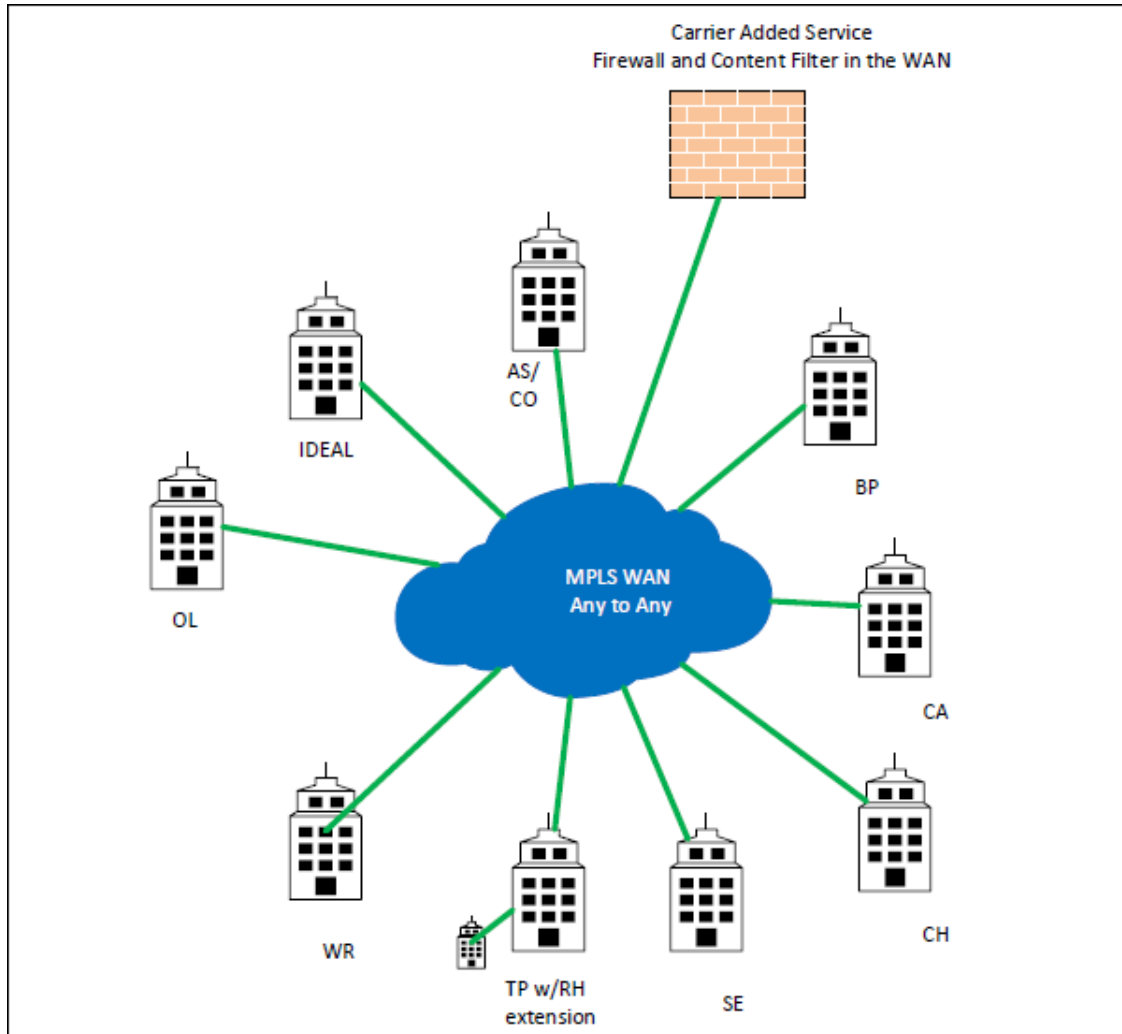 Carrier Added Service
Firewall and Content Filter in the WAN
AS/
CO
IDEAL
BP
OL
MPLS WAN
Any to Any
CA
WR
TP w/RH
extension
SE
CH